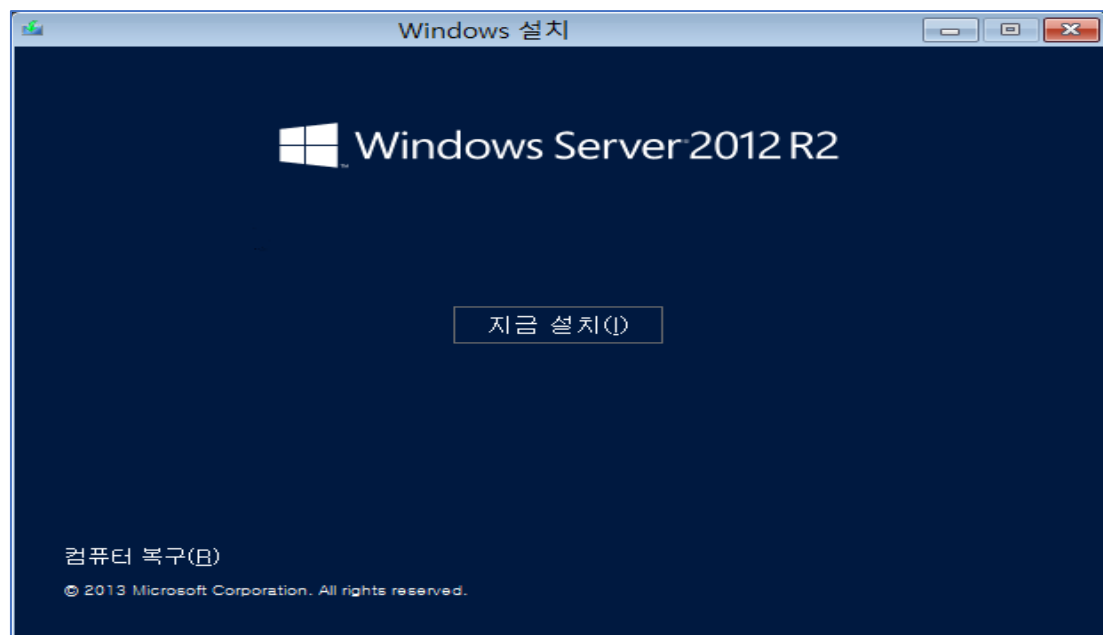 Windows 설치
Windows Server 2012 R2
지금 설치(I)
컴퓨터 복구(R)
© 2013 Microsoft Corporation. All rights reserved.